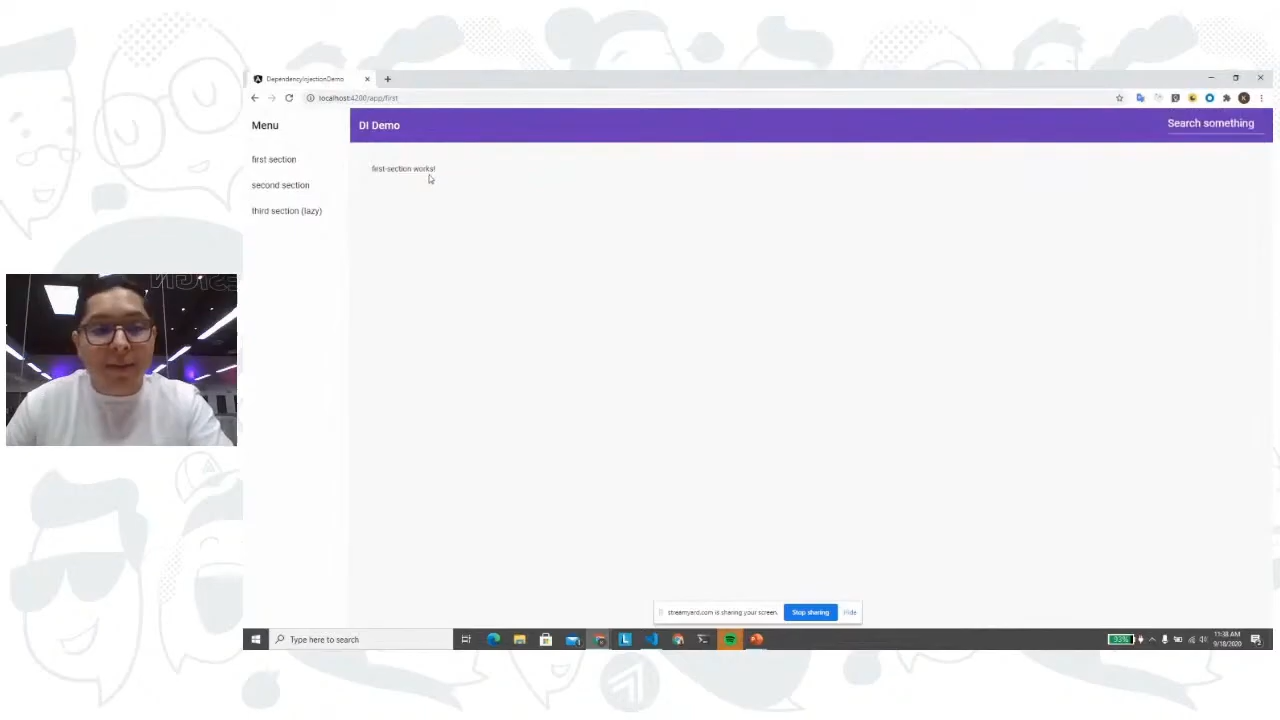 DependencyInjectionDemo
localhost:4200/app/first
Menu
DI Demo
Search something
first section
first-section works!
second section
third section (lazy)
streamyard.com is sharing your screen.
Stop sharing
Hide
Type here to search
93%
11:38 AM
9/18/2020